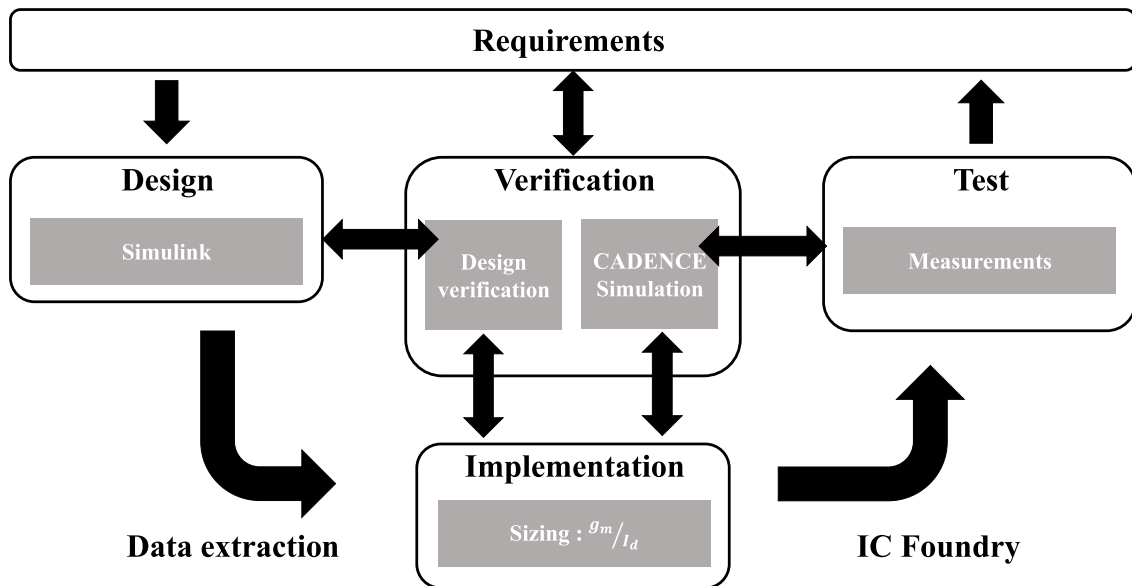 Requirements
Design
Simulink
Verification
Design
verification
CADENCE
Simulation
Test
Measurements
Implementation
Sizing : gm/Id
Data extraction
IC Foundry